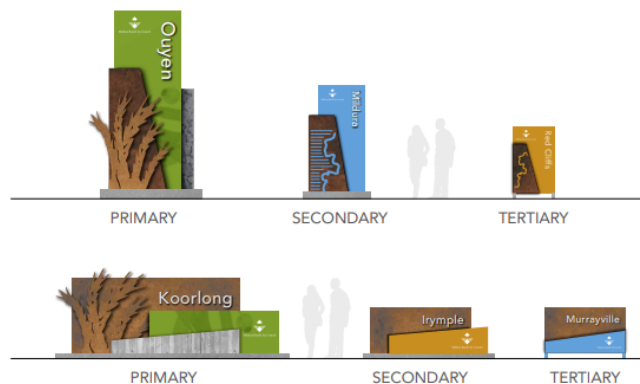 Ouyen
Mildura
Red Cliffs
PRIMARY
SECONDARY
TERTIARY
Koorlong
Irymple
Murrayville
PRIMARY
SECONDARY
TERTIARY